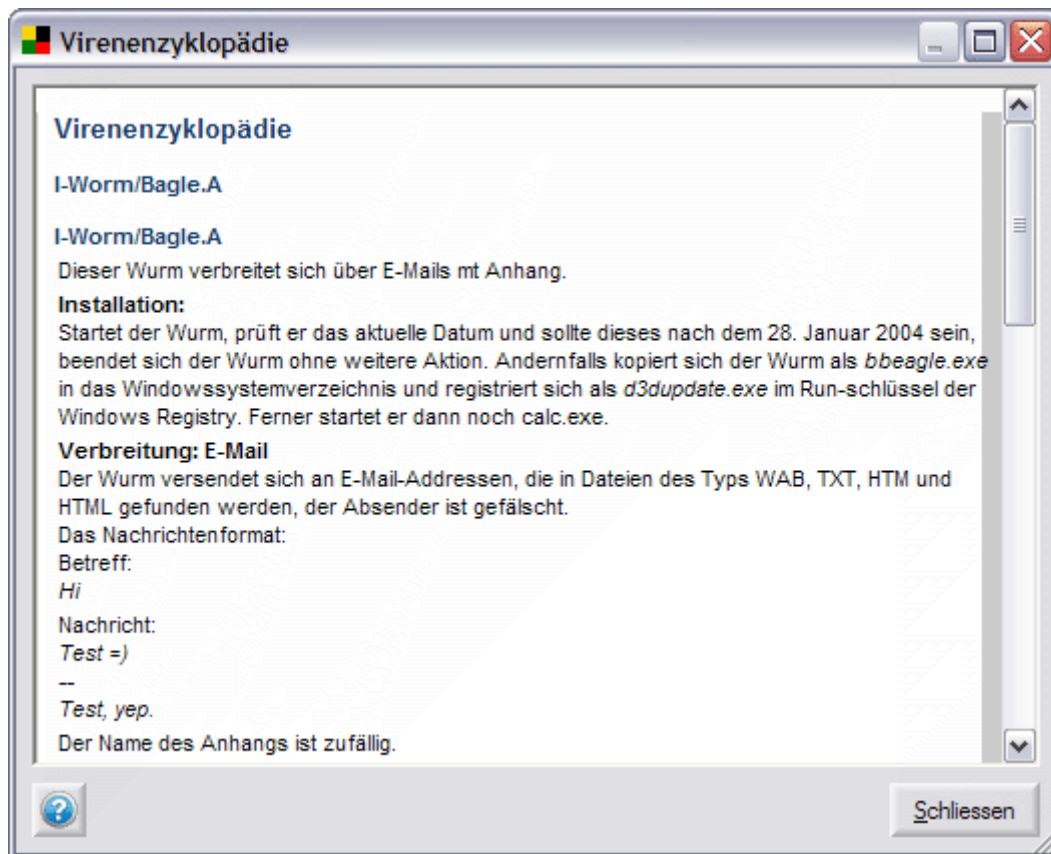 Virenenzyklopädie
Virenenzyklopädie
I-Worm/Bagle.A
I-Worm/Bagle.A
Dieser Wurm verbreitet sich über E-Mails mt Anhang.
Installation:
Startet der Wurm, prüft er das aktuelle Datum und sollte dieses nach dem 28. Januar 2004 sein,
beendet sich der Wurm ohne weitere Aktion. Andernfalls kopiert sich der Wurm als bbeagle.exe
in das Windowssystemverzeichnis und registriert sich als d3dupdate.exe im Run-schlüssel der
Windows Registry. Ferner startet er dann noch calc.exe.
Verbreitung: E-Mail
Der Wurm versendet sich an E-Mail-Addressen, die in Dateien des Typs WAB, TXT, HTM und
HTML gefunden werden, der Absender ist gefälscht.
Das Nachrichtenformat:
Betreff:
Hi
Nachricht:
Test =)
--
Test, yep.
Der Name des Anhangs ist zufällig.
?
Schliessen